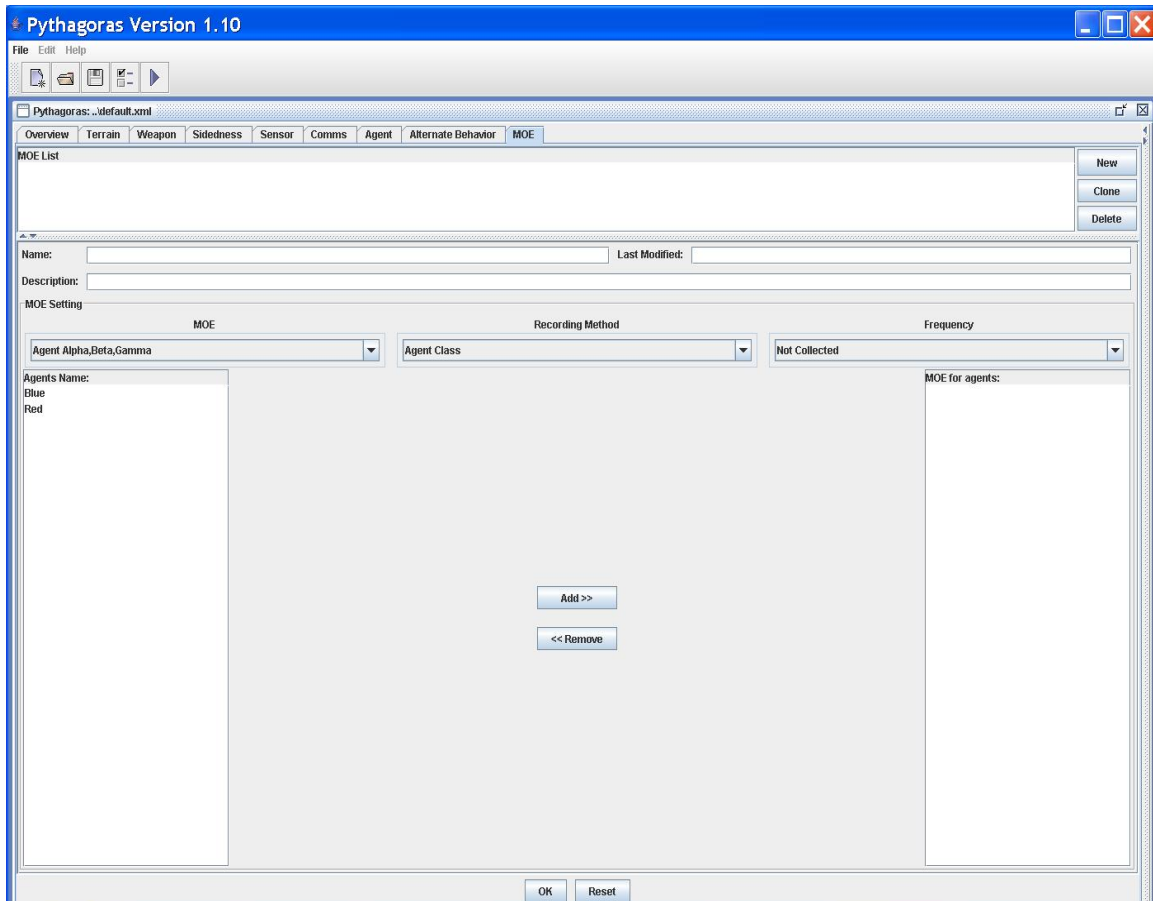 Pythagoras Version 1.10
File Edit Help
Pythagoras: ..\default.xml
Overview Terrain Weapon Sidedness Sensor Comms Agent Alternate Behavior MOE
MOE List
New
Clone
Delete
Name: Last Modified:
Description:
MOE Setting
MOE Recording Method Frequency
Agent Alpha,Beta,Gamma Agent Class Not Collected
Agents Name: MOE for agents:
Blue
Red
Add >>
<< Remove
OK Reset